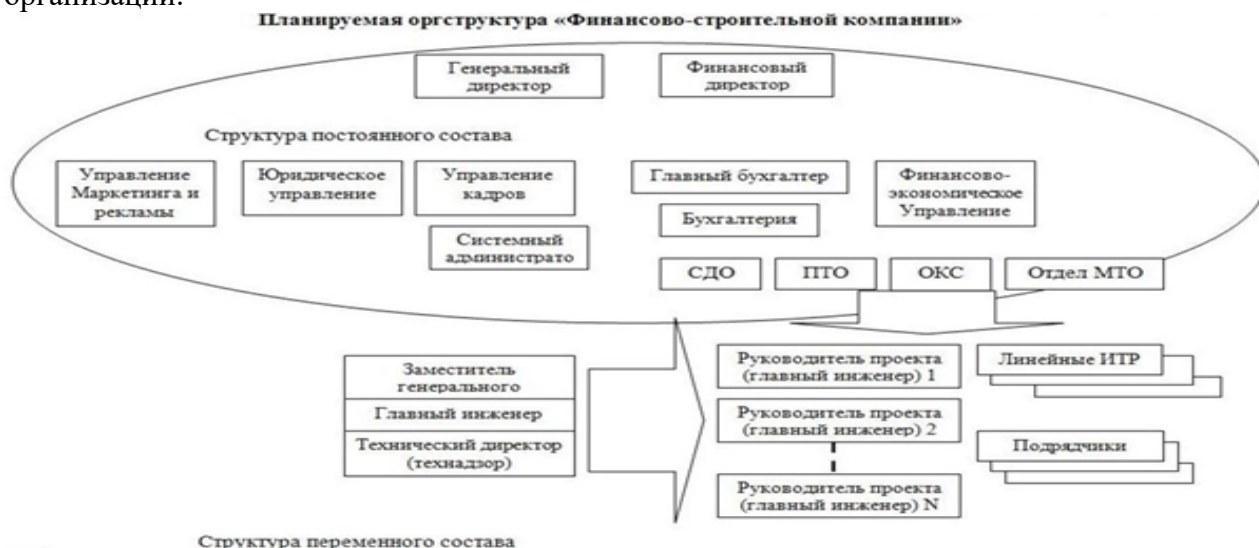 организации.
Планируемая оргструктура «Финансово-строительной компании»
Генеральный
директор
Финансовый
директор
Структура постоянного состава
Управление
Маркетинга и
рекламы
Юридическое
управление
Управление
кадров
Главный бухгалтер
Финансово-
экономическое
Управление
Бухгалтерия
Системный
администрато
СДО
ПТО
ОКС
Отдел МТО
Заместитель
генерального
Главный инженер
Технический директор
(технадзор)
Руководитель проекта
(главный инженер) 1
Линейные ИТР
Руководитель проекта
(главный инженер) 2
Подрядчики
Руководитель проекта
(главный инженер) N
Структура переменного состава